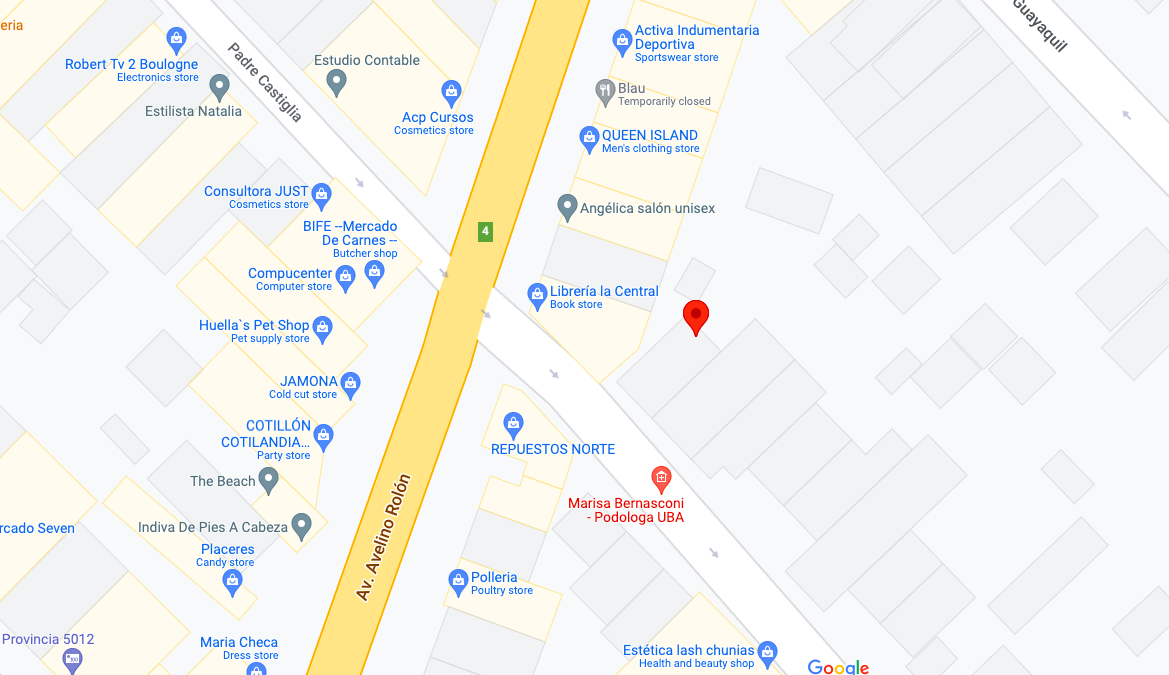 eria
Robert Tv 2 Boulogne
Electronics store
Estilista Natalia
Padre Castiglia
Estudio Contable
Acp Cursos
Cosmetics store
Activa Indumentaria
Deportiva
Sportswear store
Blau
Temporarily closed
QUEEN ISLAND
Men's clothing store
Guayaquil
Consultora JUST
Cosmetics store
BIFE --Mercado
De Carnes --
Butcher shop
4
Angélica salón unisex
Compucenter
Computer store
Librería la Central
Book store
Huella`s Pet Shop
Pet supply store
JAMONA
Cold cut store
COTILLÓN
COTILANDIA...
Party store
REPUESTOS NORTE
The Beach
Av. Avelino Rolón
Marisa Bernasconi
- Podologa UBA
rcado Seven
Indiva De Pies A Cabeza
Placeres
Candy store
Polleria
Poultry store
Provincia 5012
Maria Checa
Dress store
Estética lash chunias
Health and beauty shop
Google